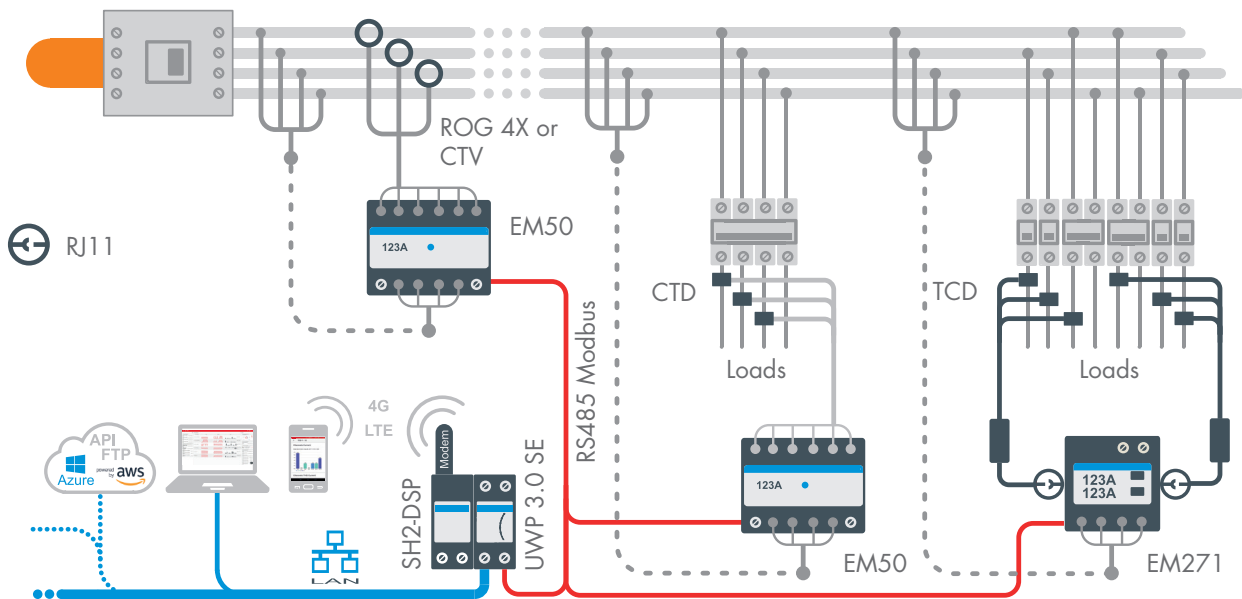 ROG 4X or
CTV
EM50
123A
RJ11
CTD
TCD
Loads
Loads
RS485 Modbus
4G
LTE
API
FTP
Azure
powered by
aws
Modem
SH2-DSP
UWP 3.0 SE
LAN
123A
EM50
123A
123A
EM271